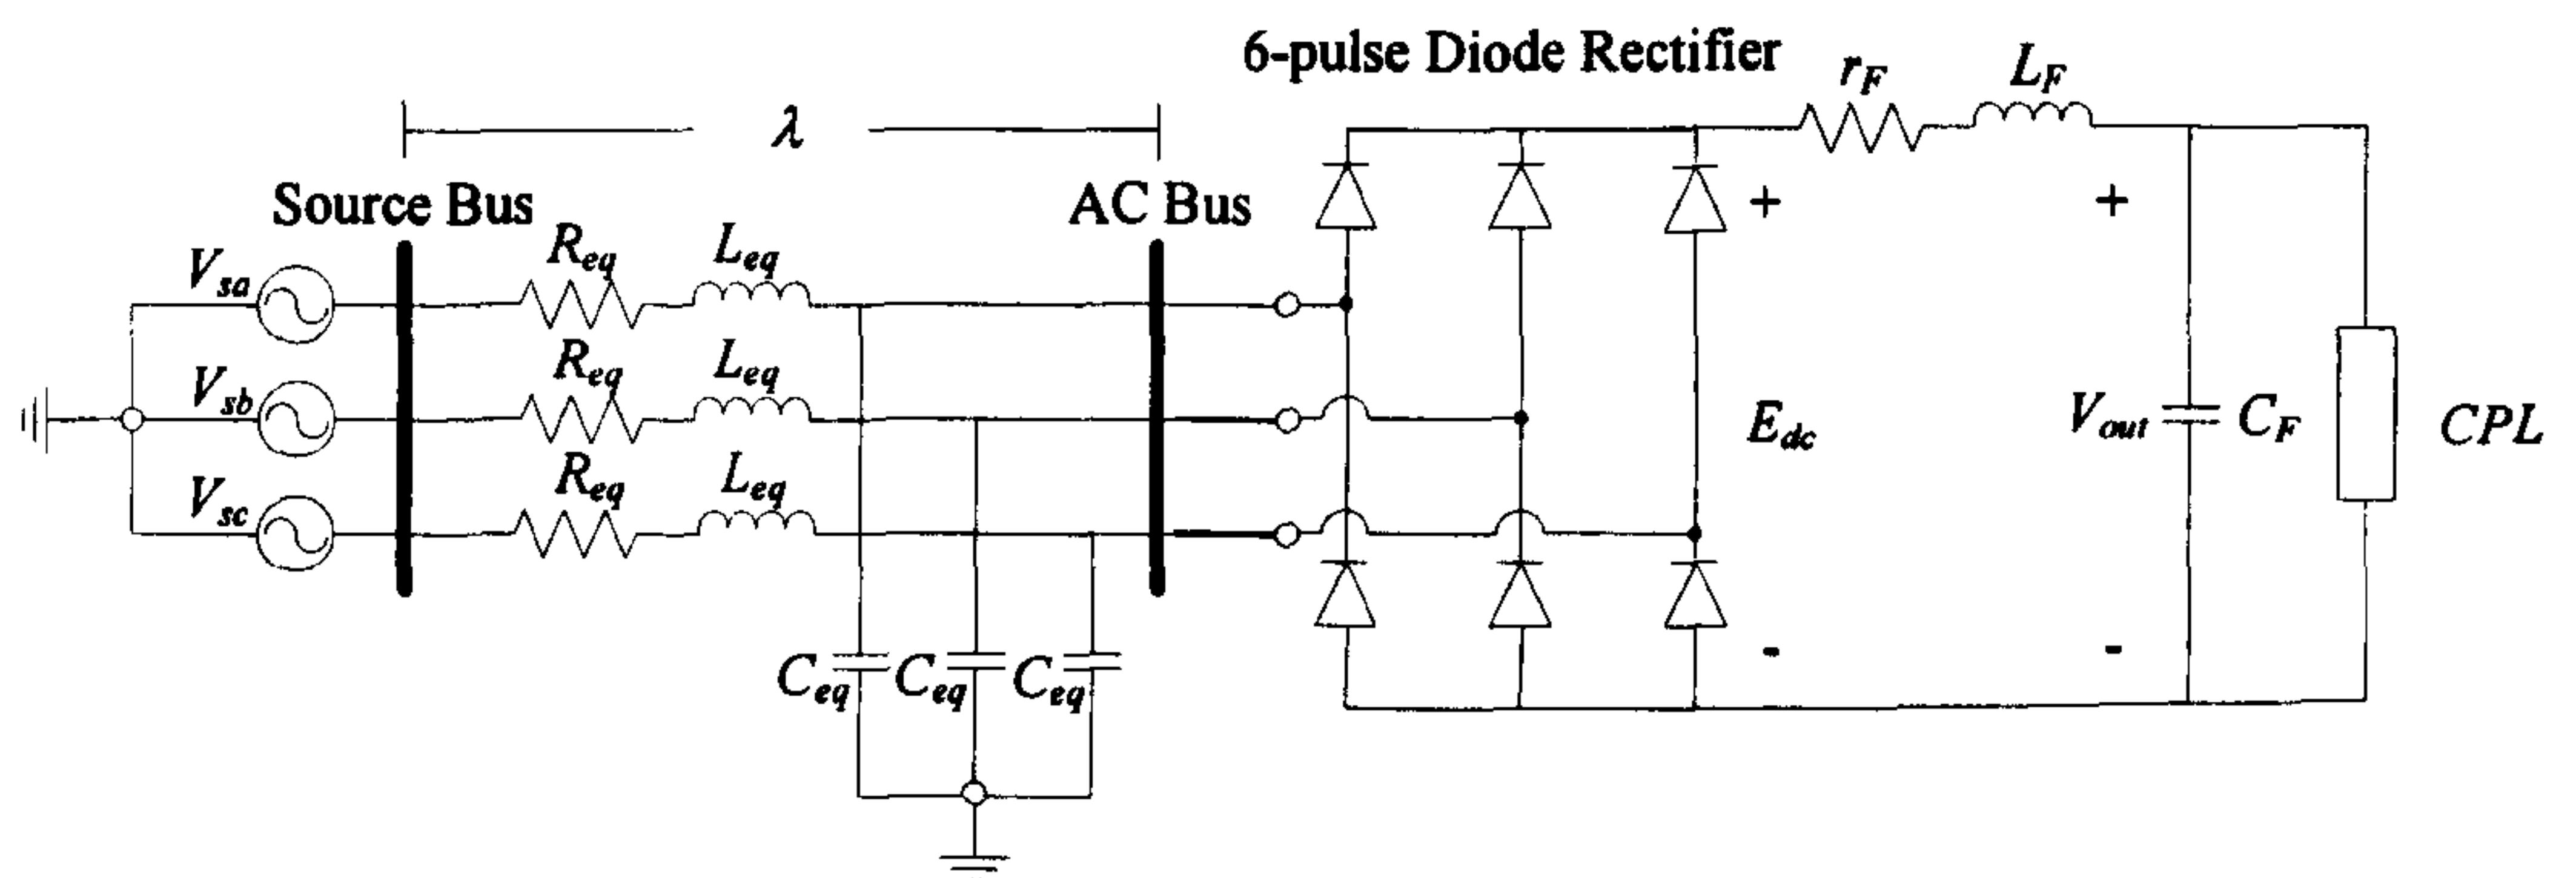 6-pulse Diode Rectifier
r_F
L_F
λ
Source Bus
AC Bus
+
+
V_sa
R_eq
L_eq
V_sb
R_eq
L_eq
V_sc
R_eq
L_eq
E_dc
V_out
C_F
CPL
C_eq
C_eq
C_eq
-
-